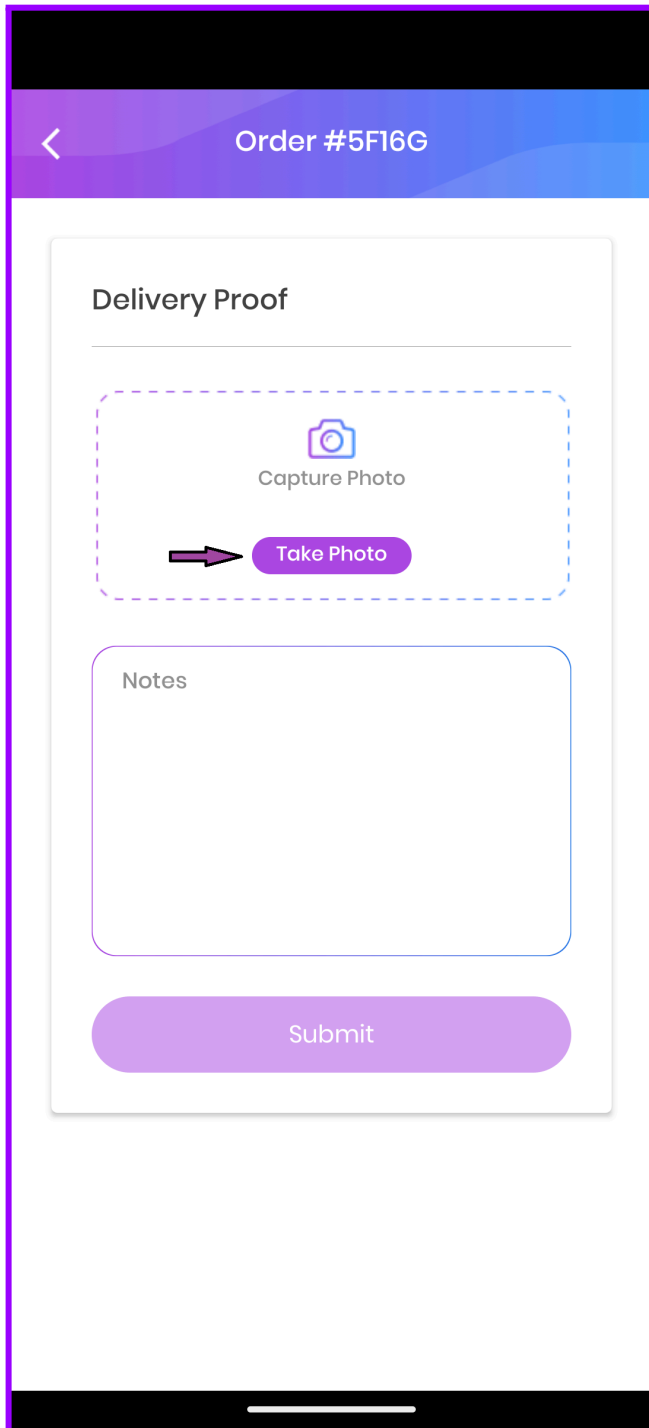 Order #5F16G
Delivery Proof
Capture Photo
Take Photo
Notes
Submit